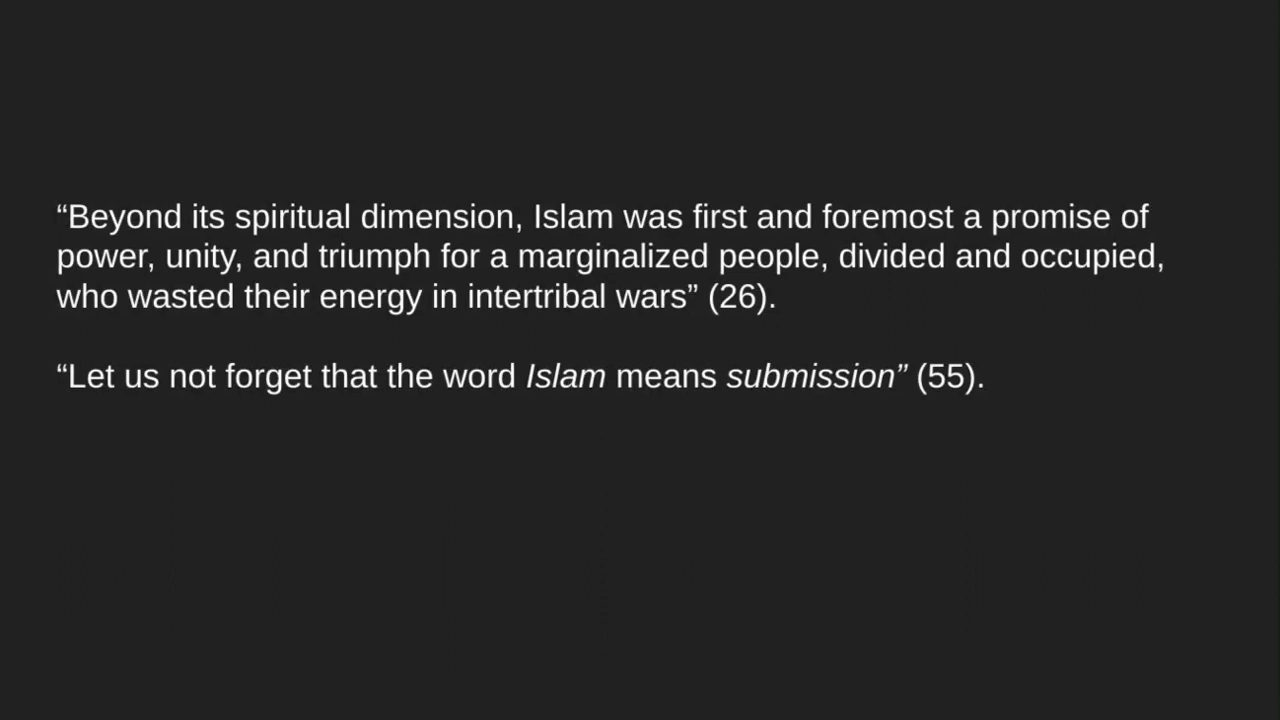 “Beyond its spiritual dimension, Islam was first and foremost a promise of
power, unity, and triumph for a marginalized people, divided and occupied,
who wasted their energy in intertribal wars” (26).
“Let us not forget that the word Islam means submission” (55).